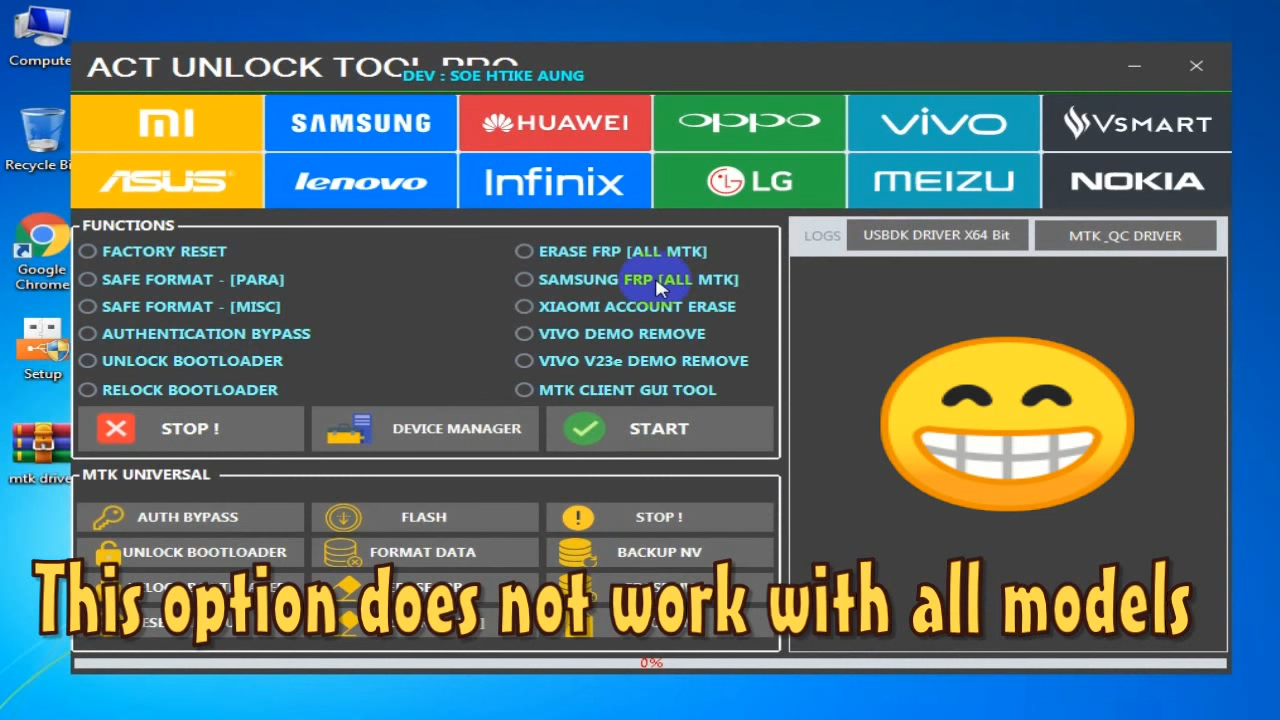 Compute
Recycle Bi
Google
Chrome
Setup
mtk drive
ACT UNLOCK TOOL PRO
DEV : SOE HTIKE AUNG
MI
SAMSUNG
HUAWEI
oppo
vivo
VSMART
ASUS
lenovo
Infinix
LG
MEIZU
NOKIA
FUNCTIONS
FACTORY RESET
SAFE FORMAT - [PARA]
SAFE FORMAT - [MISC]
AUTHENTICATION BYPASS
UNLOCK BOOTLOADER
RELOCK BOOTLOADER
ERASE FRP [ALL MTK]
SAMSUNG FRP [ALL MTK]
XIAOMI ACCOUNT ERASE
VIVO DEMO REMOVE
VIVO V23e DEMO REMOVE
MTK CLIENT GUI TOOL
STOP !
DEVICE MANAGER
START
LOGS
USBDK DRIVER X64 Bit
MTK_QC DRIVER
MTK UNIVERSAL
AUTH BYPASS
FLASH
STOP !
UNLOCK BOOTLOADER
FORMAT DATA
BACKUP NV
This option does not work with all models
0%